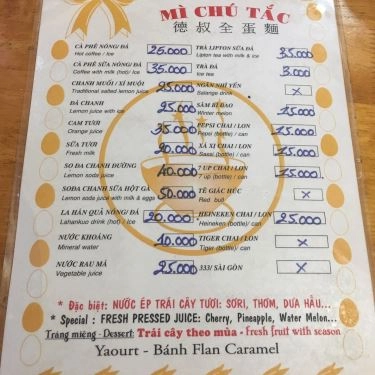 MÌ CHÚ TẮC
德叔全蛋麵
CÀ PHÊ NÓNG/ ĐÁ
Hot coffee / Ice
25.000
CÀ PHÊ SỮA NÓNG/ ĐÁ
Coffee with milk (hot)/ Ice
35.000
CHANH MUỐI / XÍ MUỘI
Traditional salted lemon juice
25.000
ĐÁ CHANH
Lemon juice with ice
25.000
CAM TƯƠI
Orange juice
35.000
SỮA TƯƠI
Fresh milk
SO ĐA CHANH ĐƯỜNG
Lemon soda juice
40.000
SOĐA CHANH SỮA HỘT GÀ
Lemon soda juice with milk & eggs
50.000
LA HÁN QUẢ NÓNG/ ĐÁ
Lahankuo drink (hot) / Ice
20.000
NƯỚC KHOÁNG
Mineral water
10.000
NƯỚC RAU MÁ
Vegetable juice
25.000
TRÀ LIPTON SỮA ĐÁ
Lipton tea with milk & ice
35.000
TRÀ ĐÁ
Ice tea
3.000
NGÂN NHĨ YẾN
Salangane drink
X
SÂM BÍ ĐAO
Winter melon
15.000
PEPSI CHAI / LON
Pepsi (bottle) / can
25.000
XÁ XỊ CHAI / LON
Sassi (bottle) / can
25.000
7 UP CHAI / LON
7 up (bottle) / can
25.000
TÊ GIÁC HÚC
Red bull
X
HEINEKEN CHAI / LON
Heineken (bottle)/ can
25.000
TIGER CHAI / LON
Tiger (bottle)/ can
X
333/ SÀI GÒN
X
* Đặc biệt: NƯỚC ÉP TRÁI CÂY TƯƠI: SƠRI, THƠM, DƯA HẤU...
* Special : FRESH PRESSED JUICE: Cherry, Pineapple, Water Melon...
Tráng miệng - Dessert: Trái cây theo mùa - fresh fruit with season
Yaourt - Bánh Flan Caramel